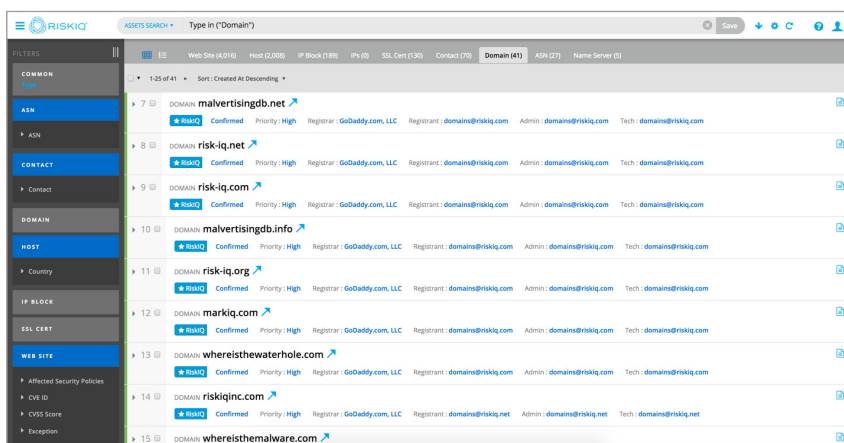 RISKIQ
ASSETS SEARCH Type in ("Domain") Save
FILTERS
COMMON
Type
ASN
ASN
CONTACT
Contact
DOMAIN
HOST
Country
IP BLOCK
SSL CERT
WEB SITE
Affected Security Policies
CVE ID
CVSS Score
Exception
Web Site (4,016) Host (2,008) IP Block (189) IPs (0) SSL Cert (130) Contact (70) Domain (41) ASN (27) Name Server (5)
1-25 of 41 Sort : Created At Descending
7 DOMAIN malvertisingdb.net
RiskIQ Confirmed Priority : High Registrar : GoDaddy.com, LLC Registrant : domains@riskiq.com Admin : domains@riskiq.com Tech : domains@riskiq.com
8 DOMAIN risk-iq.net
RiskIQ Confirmed Priority : High Registrar : GoDaddy.com, LLC Registrant : domains@riskiq.com Admin : domains@riskiq.com Tech : domains@riskiq.com
9 DOMAIN risk-iq.com
RiskIQ Confirmed Priority : High Registrar : GoDaddy.com, LLC Registrant : domains@riskiq.com Admin : domains@riskiq.com Tech : domains@riskiq.com
10 DOMAIN malvertisingdb.info
RiskIQ Confirmed Priority : High Registrar : GoDaddy.com, LLC Registrant : domains@riskiq.com Admin : domains@riskiq.com Tech : domains@riskiq.com
11 DOMAIN risk-iq.org
RiskIQ Confirmed Priority : High Registrar : GoDaddy.com, LLC Registrant : domains@riskiq.com Admin : domains@riskiq.com Tech : domains@riskiq.com
12 DOMAIN markiq.com
RiskIQ Confirmed Priority : High Registrar : GoDaddy.com, LLC Registrant : domains@riskiq.com Admin : domains@riskiq.com Tech : domains@riskiq.com
13 DOMAIN whereisthewaterhole.com
RiskIQ Confirmed Priority : High Registrar : GoDaddy.com, LLC Registrant : domains@riskiq.com Admin : domains@riskiq.com Tech : domains@riskiq.com
14 DOMAIN riskiqinc.com
RiskIQ Confirmed Priority : High Registrar : GoDaddy.com, LLC Registrant : domains@riskiq.net Admin : domains@riskiq.net Tech : domains@riskiq.net
15 DOMAIN whereisthemalware.com